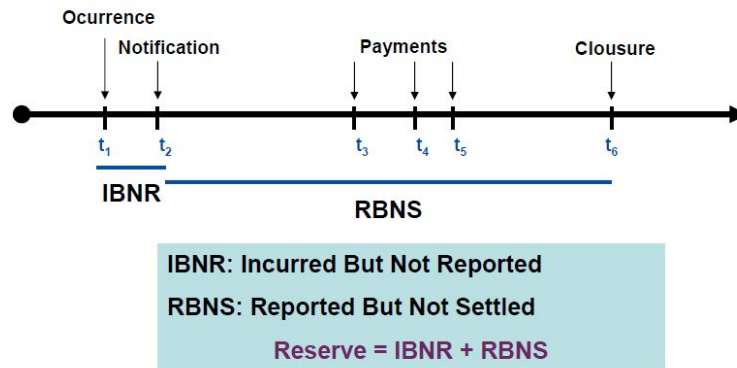 Ocurrence
Notification
Payments
Clousure
t1
t2
t3
t4
t5
t6
IBNR
RBNS
IBNR: Incurred But Not Reported
RBNS: Reported But Not Settled
Reserve = IBNR + RBNS